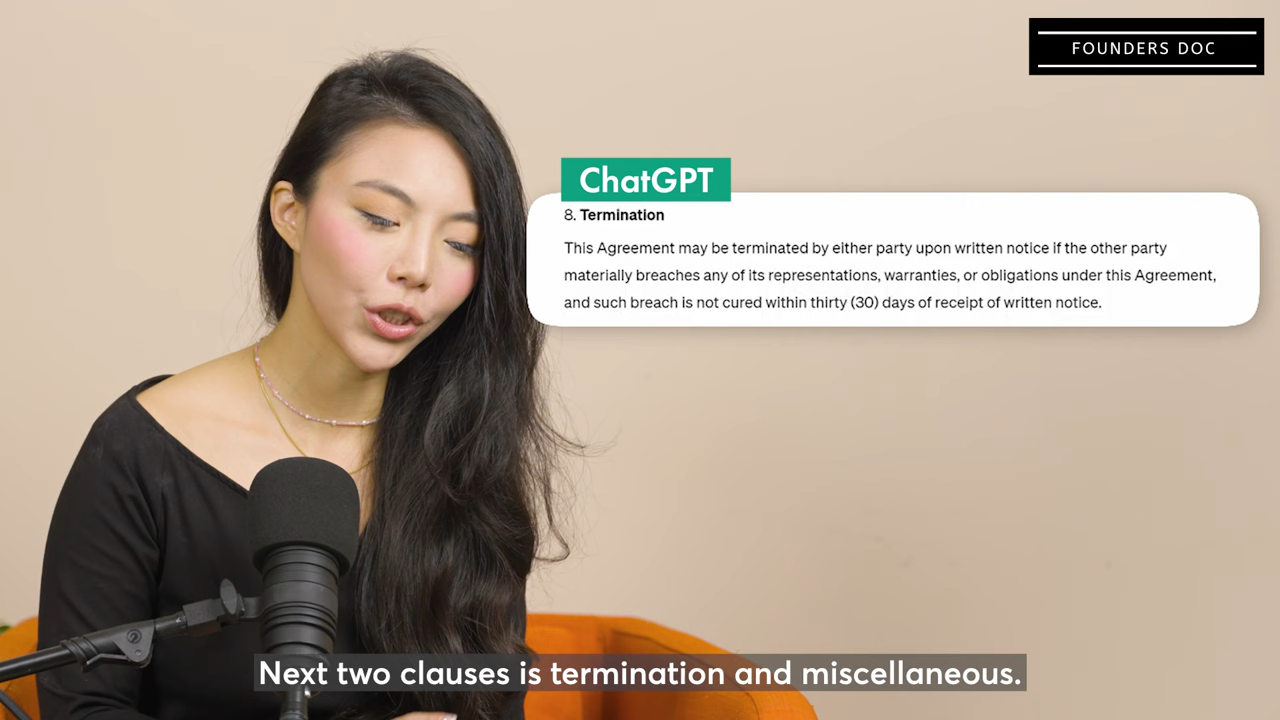 FOUNDERS DOC
ChatGPT
8. Termination
This Agreement may be terminated by either party upon written notice if the other party
materially breaches any of its representations, warranties, or obligations under this Agreement,
and such breach is not cured within thirty (30) days of receipt of written notice.
Next two clauses is termination and miscellaneous.